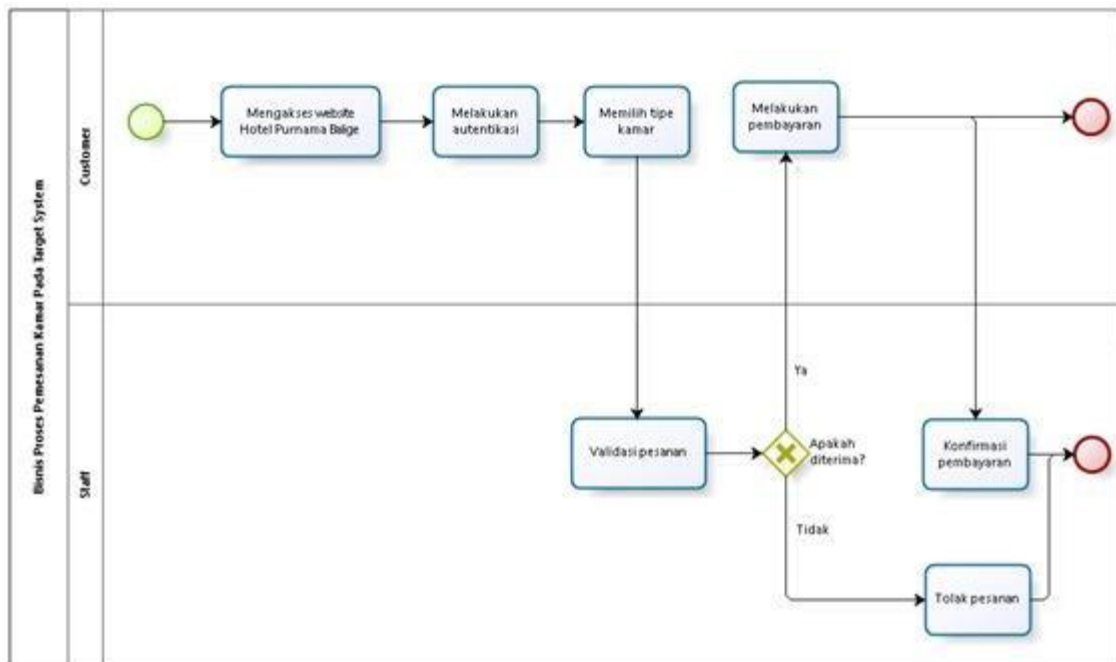 Bisnis Proses Pemesanan Kamar Pada Target System
Customer
Mengakses website
Hotel Purnama Balige
Melakukan
autentikasi
Memilih tipe
kamar
Melakukan
pembayaran
Staff
Validasi pesanan
Apakah
diterima?
Ya
Tidak
Konfirmasi
pembayaran
Tolak pesanan